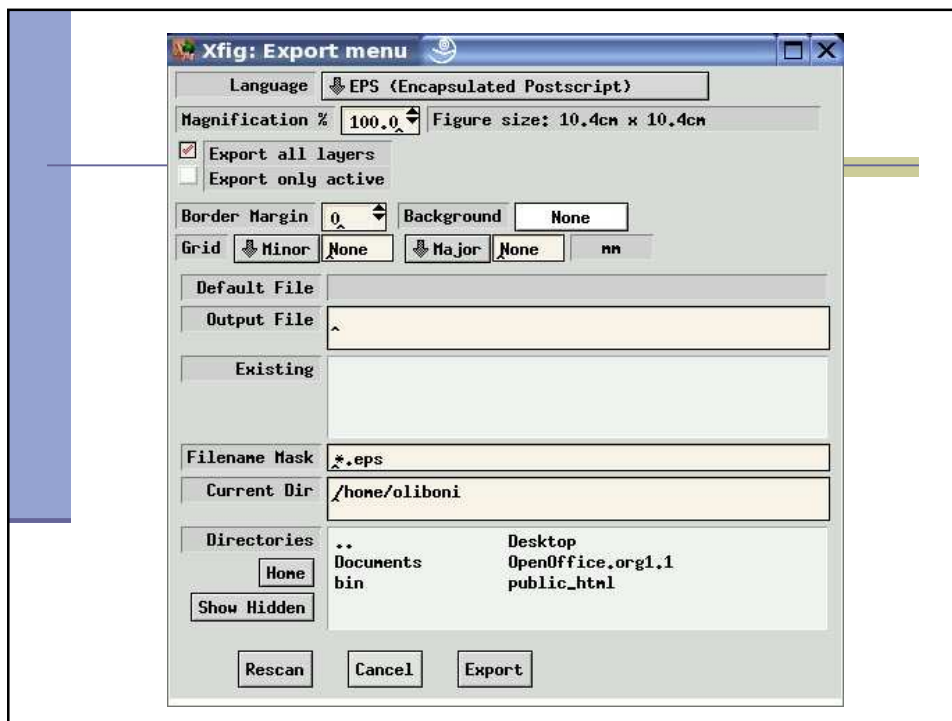 Xfig: Export menu
Language EPS (Encapsulated Postscript)
Magnification % 100.0 Figure size: 10.4cm x 10.4cm
Export all layers
Export only active
Border Margin 0 Background None
Grid Minor None Major None mm
Default File
Output File
Existing
Filename Mask *.eps
Current Dir /home/oliboni
Directories .. Desktop
Documents OpenOffice.org1.1
Home
bin public_html
Show Hidden
Rescan Cancel Export